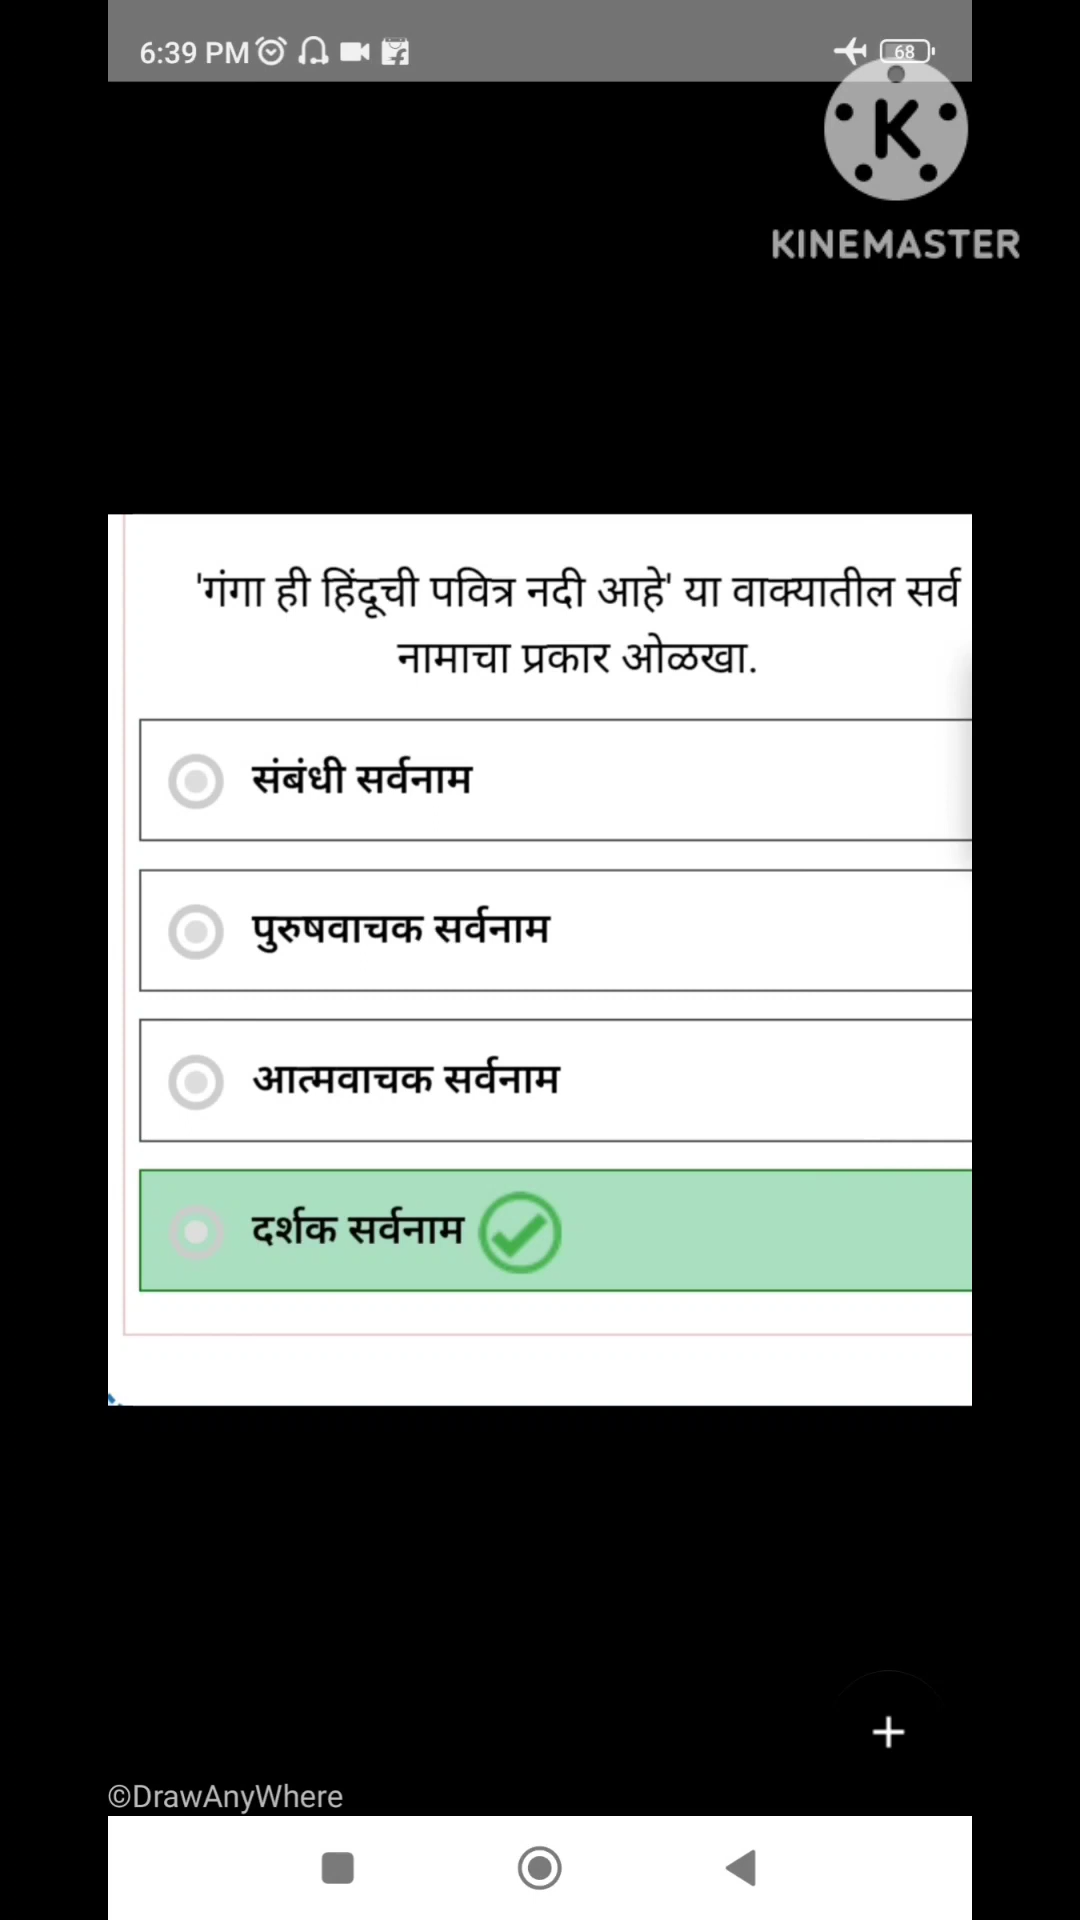 6:39 PM
68
K
KINEMASTER
'गंगा ही हिंदूची पवित्र नदी आहे' या वाक्यातील सर्व
नामाचा प्रकार ओळखा.
संबंधी सर्वनाम
पुरुषवाचक सर्वनाम
आत्मवाचक सर्वनाम
दर्शक सर्वनाम
+
©DrawAnyWhere